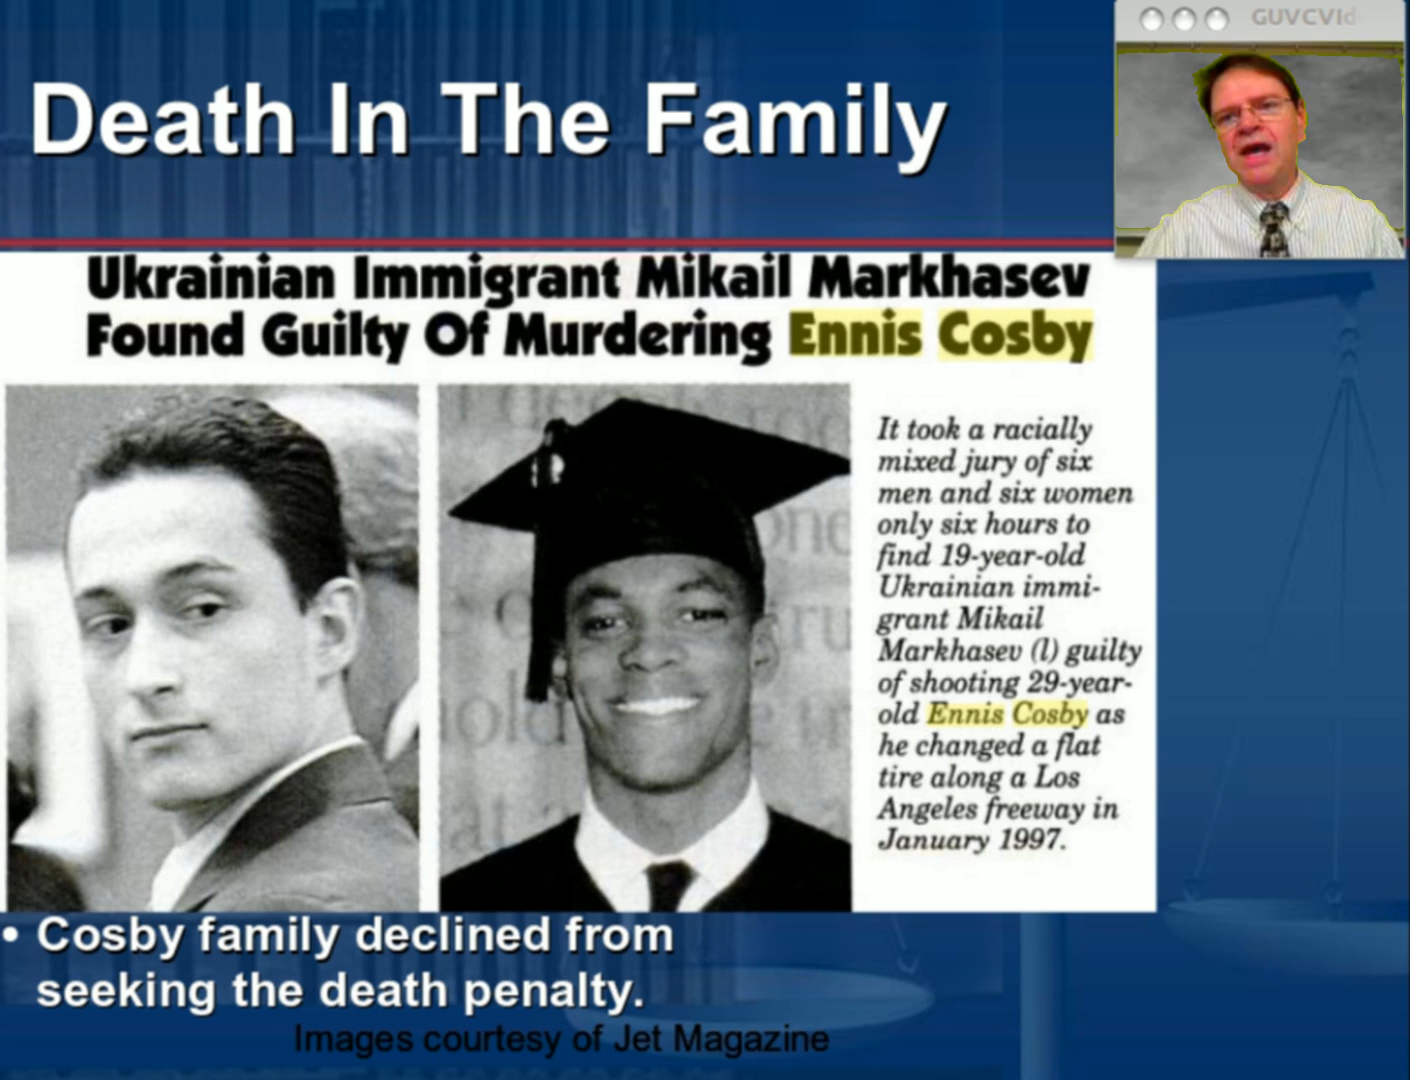 GUVCVid
Death In The Family
Ukrainian Immigrant Mikail Markhasev
Found Guilty Of Murdering Ennis Cosby
It took a racially
mixed jury of six
men and six women
only six hours to
find 19-year-old
Ukrainian immi-
grant Mikail
Markhasev (l) guilty
of shooting 29-year-
old Ennis Cosby as
he changed a flat
tire along a Los
Angeles freeway in
January 1997.
• Cosby family declined from
seeking the death penalty.
Images courtesy of Jet Magazine